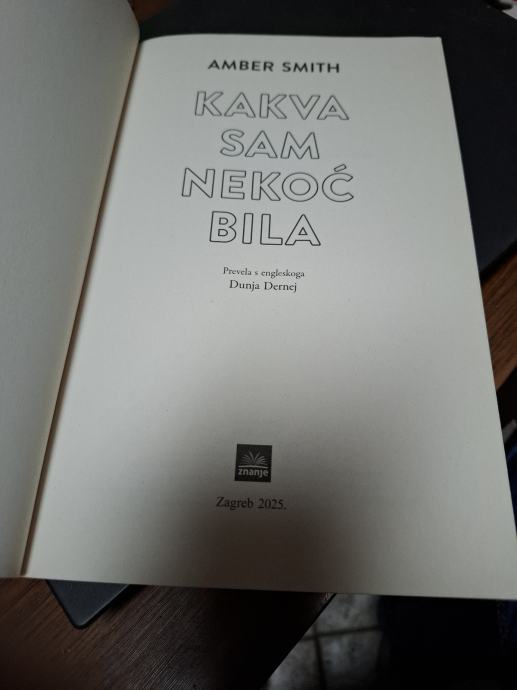 AMBER SMITH
KAKVA
SAM
NEKOĆ
BILA
Prevela s engleskoga
Dunja Dernej
znanje
Zagreb 2025.